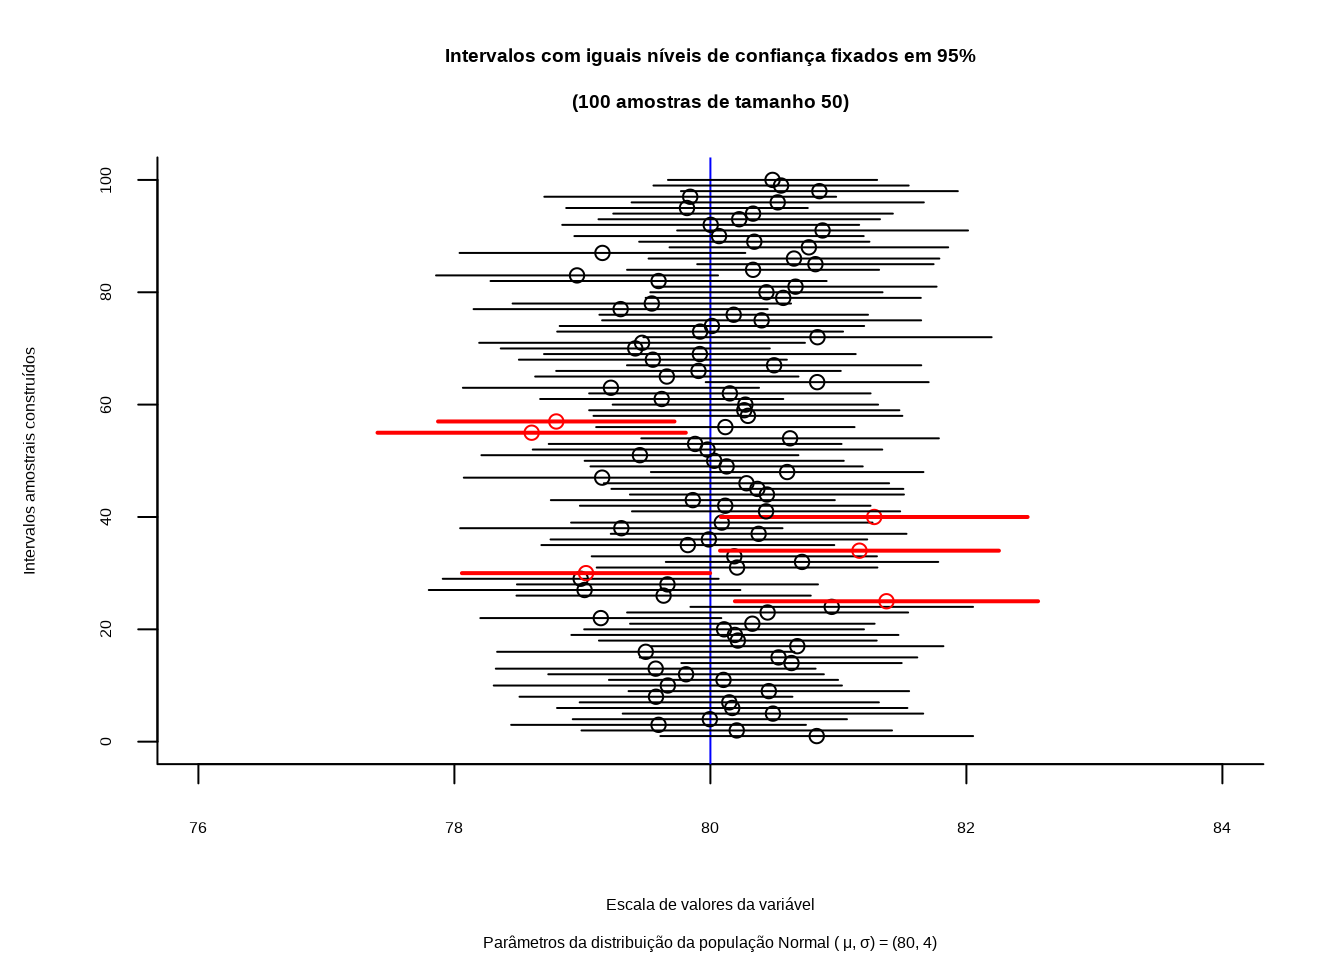 Intervalos com iguais níveis de confiança fixados em 95%
(100 amostras de tamanho 50)
Intervalos amostrais construídos
100
80
60
40
20
0
76 78 80 82 84
Escala de valores da variável
Parâmetros da distribuição da população Normal ( μ, σ) = (80, 4)